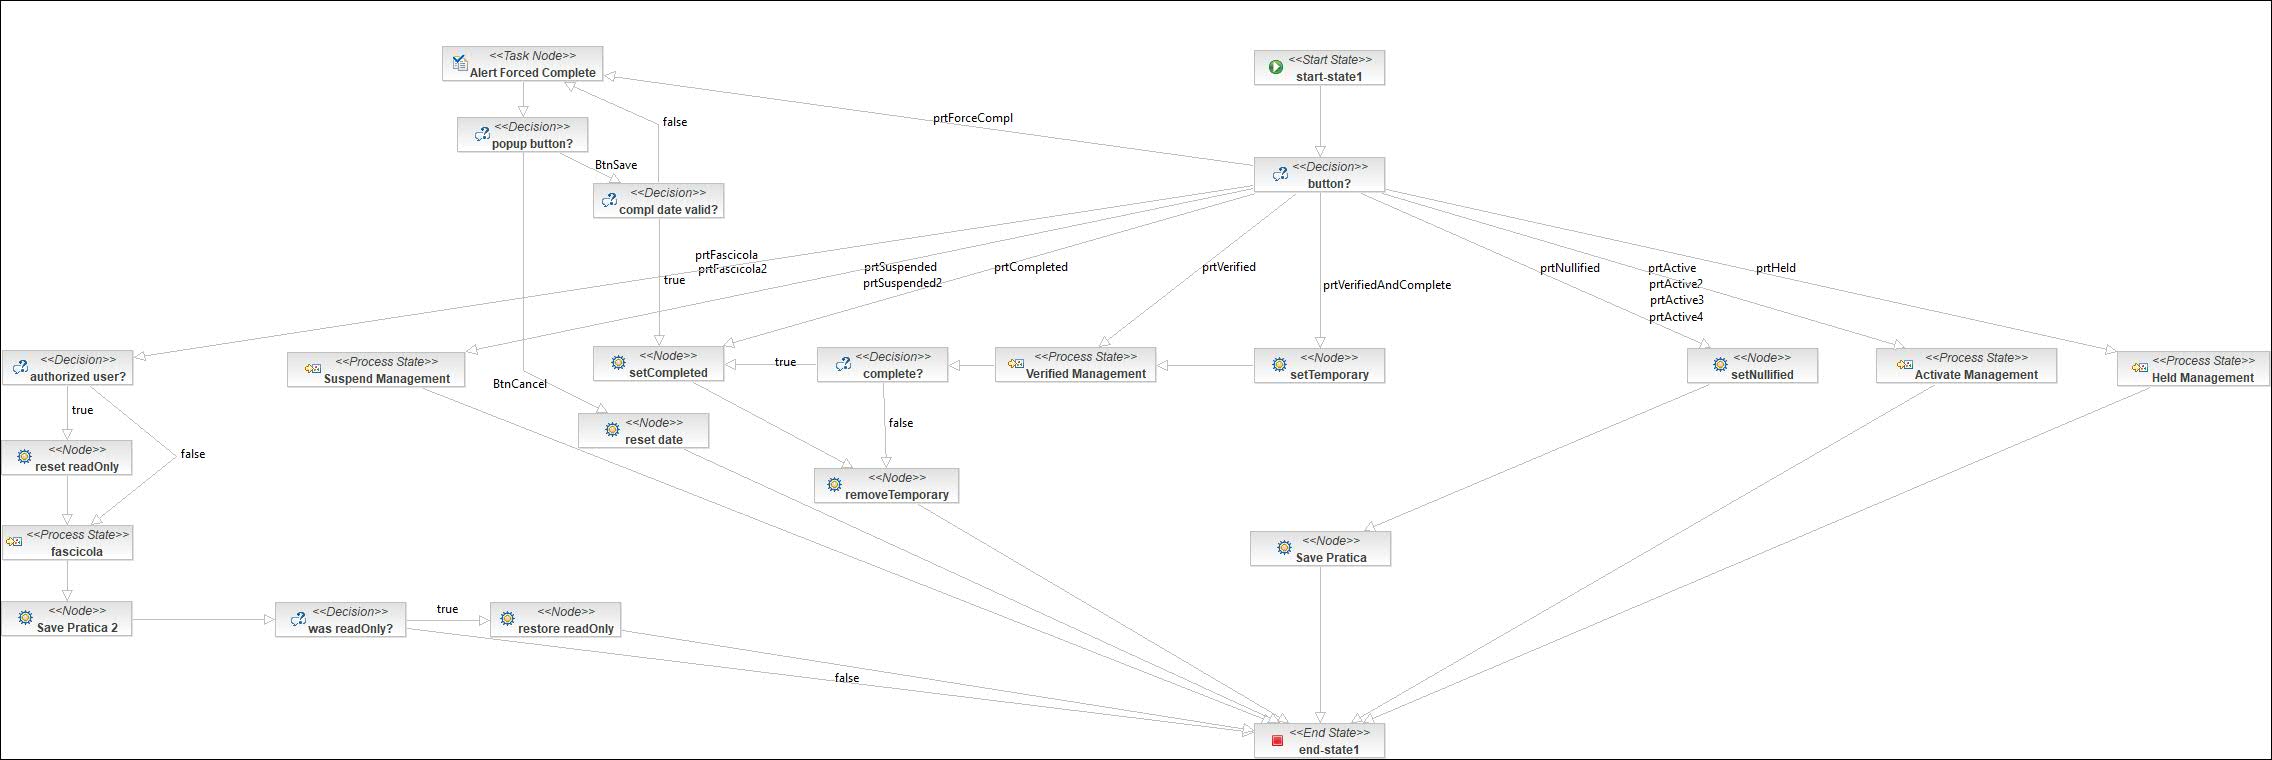 <<Task Node>>
Alert Forced Complete
<<Start State>>
start-state1
prtForceCompl
false
<<Decision>>
popup button?
BtnSave
<<Decision>>
button?
<<Decision>>
compl date valid?
prtFascicola
prtFascicola2
true
prtSuspended
prtSuspended2
prtCompleted
prtVerified
prtVerifiedAndComplete
prtNullified
prtActive
prtActive2
prtActive3
prtActive4
prtHeld
<<Decision>>
authorized user?
<<Process State>>
Suspend Management
BtnCancel
<<Node>>
setCompleted
true
<<Decision>>
complete?
<<Process State>>
Verified Management
<<Node>>
setTemporary
<<Node>>
setNullified
<<Process State>>
Activate Management
<<Process State>>
Held Management
true
false
<<Node>>
reset date
false
<<Node>>
reset readOnly
<<Node>>
removeTemporary
<<Process State>>
fascicola
<<Node>>
Save Pratica
<<Node>>
Save Pratica 2
<<Decision>>
was readOnly?
true
<<Node>>
restore readOnly
false
<<End State>>
end-state1